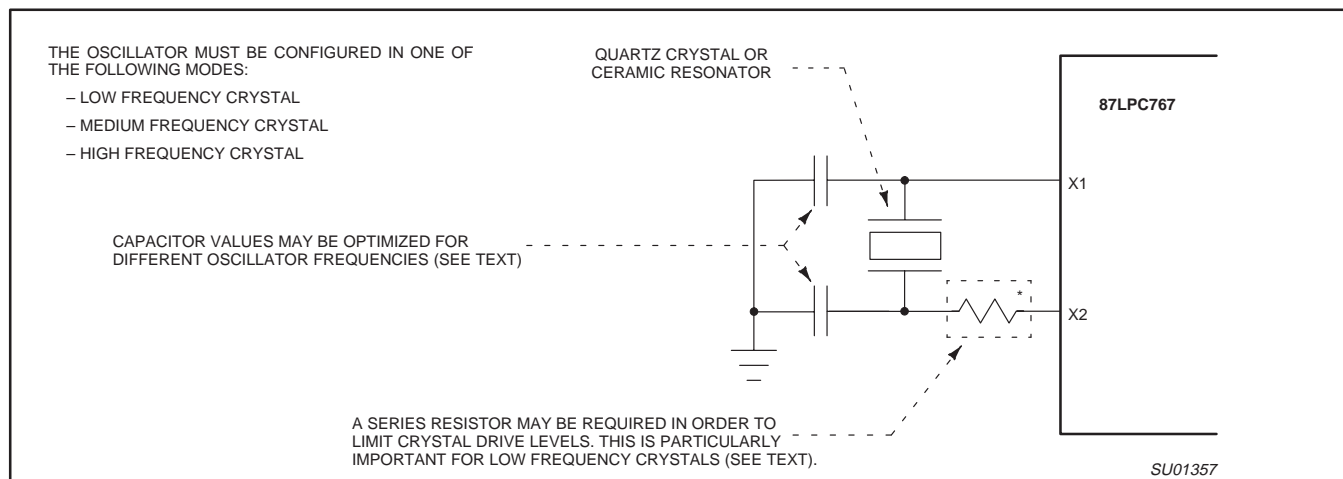 THE OSCILLATOR MUST BE CONFIGURED IN ONE OF
THE FOLLOWING MODES:
– LOW FREQUENCY CRYSTAL
– MEDIUM FREQUENCY CRYSTAL
– HIGH FREQUENCY CRYSTAL
QUARTZ CRYSTAL OR
CERAMIC RESONATOR
87LPC767
X1
CAPACITOR VALUES MAY BE OPTIMIZED FOR
DIFFERENT OSCILLATOR FREQUENCIES (SEE TEXT)
*
X2
A SERIES RESISTOR MAY BE REQUIRED IN ORDER TO
LIMIT CRYSTAL DRIVE LEVELS. THIS IS PARTICULARLY
IMPORTANT FOR LOW FREQUENCY CRYSTALS (SEE TEXT).
SU01357